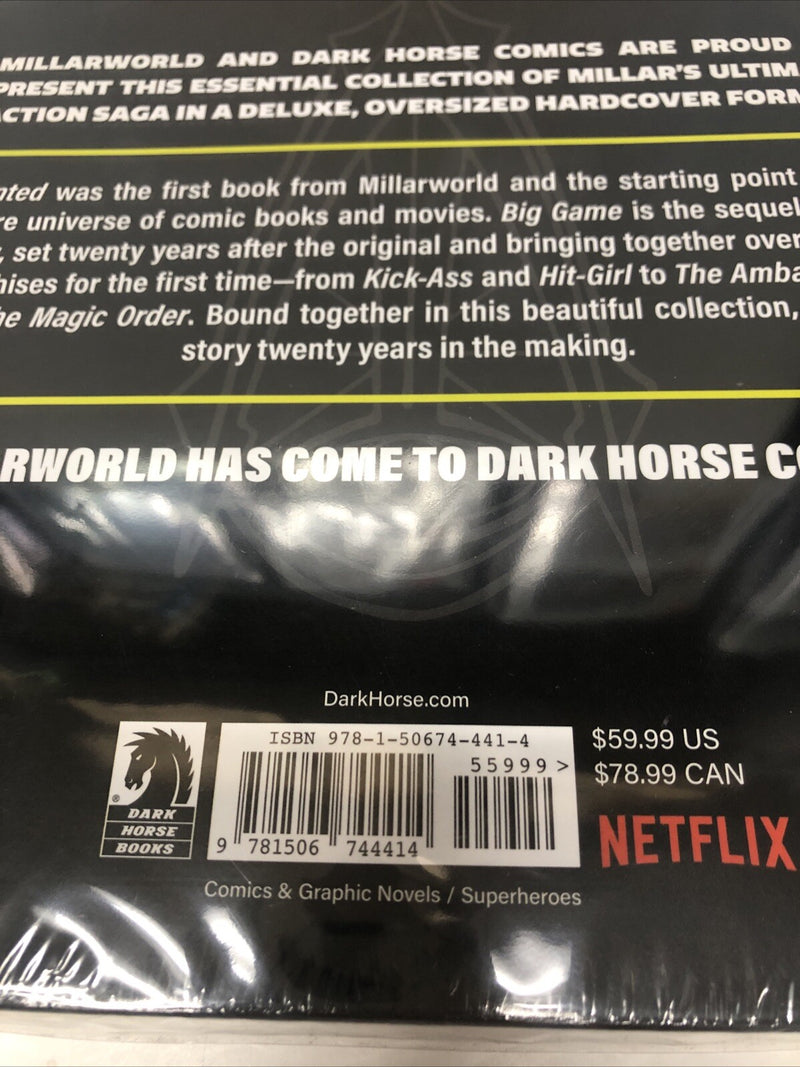 MILLARWORLD AND DARK HORSE COMICS ARE PROUD
PRESENT THIS ESSENTIAL COLLECTION OF MILLAR'S ULTIM
CTION SAGA IN A DELUXE, OVERSIZED HARDCOVER FORM
nted was the first book from Millarworld and the starting point
re universe of comic books and movies. Big Game is the sequel
, set twenty years after the original and bringing together over
hises for the first time—from Kick-Ass and Hit-Girl to The Amba
he Magic Order. Bound together in this beautiful collection,
story twenty years in the making.
RWORLD HAS COME TO DARK HORSE CO
DarkHorse.com
DARK
HORSE
BOOKS
®
ISBN 978-1-50674-441-4
55999>
9 781506 744414
$59.99 US
$78.99 CAN
NETFLIX
Comics & Graphic Novels / Superheroes